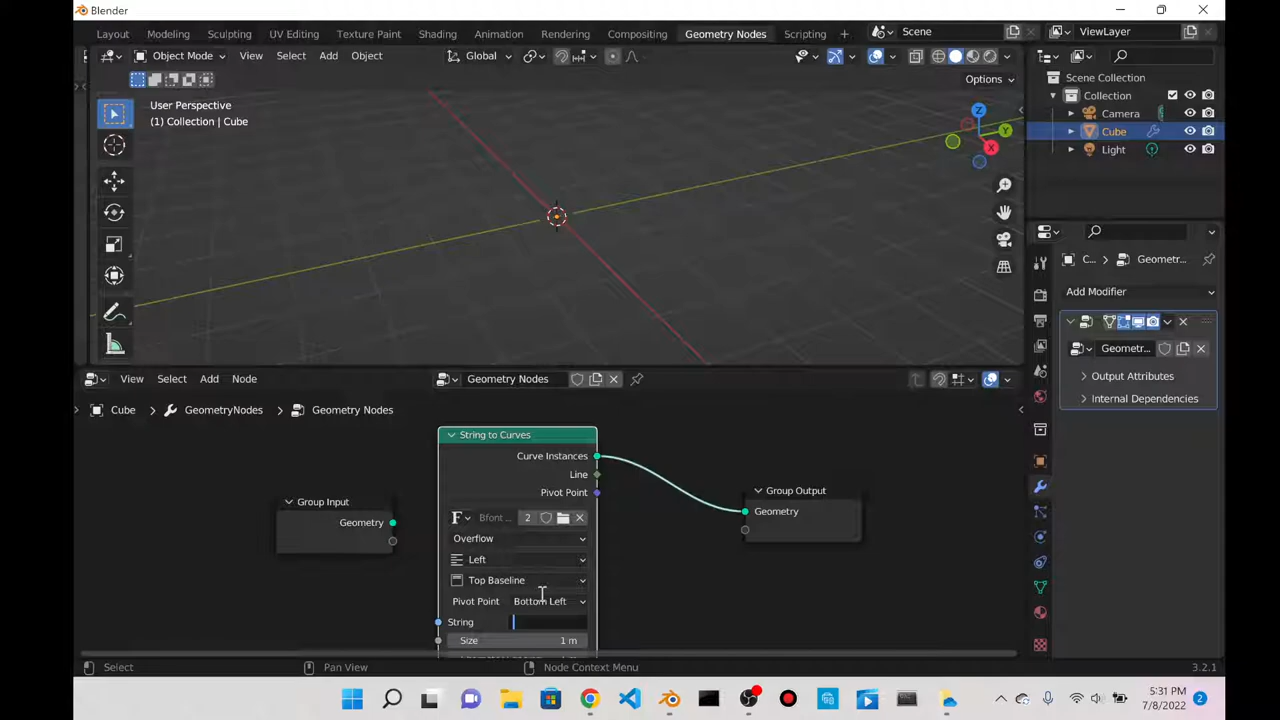 Blender
Layout Modeling Sculpting UV Editing Texture Paint Shading Animation Rendering Compositing Geometry Nodes Scripting Scene ViewLayer
Object Mode View Select Add Object Global
Options
User Perspective
(1) Collection | Cube
Z
Y
X
Scene Collection
Collection
Camera
Cube
Light
C... Geometr...
Add Modifier
Geometr...
Output Attributes
Internal Dependencies
View Select Add Node Geometry Nodes
Cube GeometryNodes Geometry Nodes
String to Curves
Curve Instances
Line
Pivot Point
F Bfont ... 2
Overflow
Left
Top Baseline
Pivot Point Bottom Left
String
Size 1 m
Group Input
Geometry
Group Output
Geometry
Select Pan View Node Context Menu 3.2.1
5:31 PM
7/8/2022
2